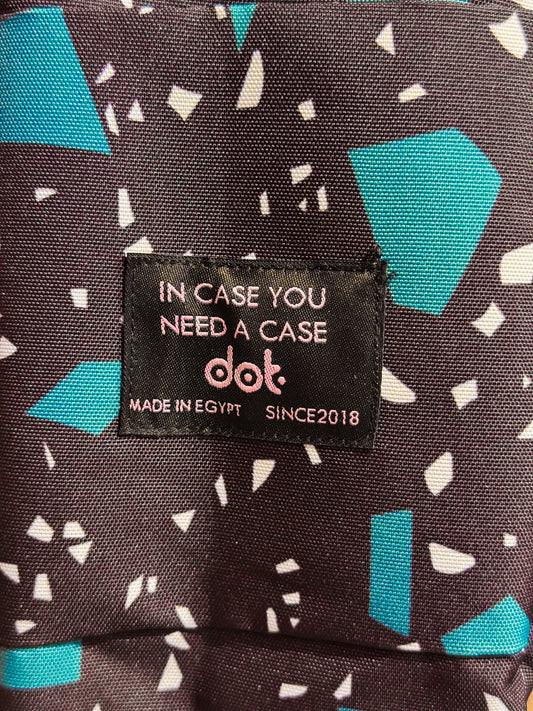 IN CASE YOU
NEED A CASE
dot.
MADE IN EGYPT SINCE2018